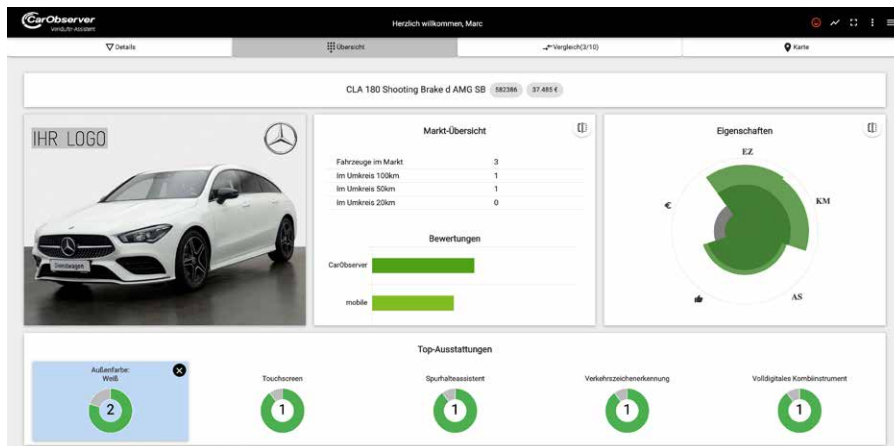 CarObserver
Verkäufer-Assistent
Herzlich willkommen, Marc
Details
Übersicht
Vergleich(3/10)
Karte
CLA 180 Shooting Brake d AMG SB 582386 37.485 €
IHR LOGO
Dienstwagen
Markt-Übersicht
Fahrzeuge im Markt 3
Im Umkreis 100km 1
Im Umkreis 50km 1
Im Umkreis 20km 0
Bewertungen
CarObserver
mobile
Eigenschaften
EZ
€
KM
AS
Top-Ausstattungen
Außenfarbe:
Weiß
2
Touchscreen
1
Spurhalteassistent
1
Verkehrszeichenerkennung
1
Volldigitales Kombiinstrument
1